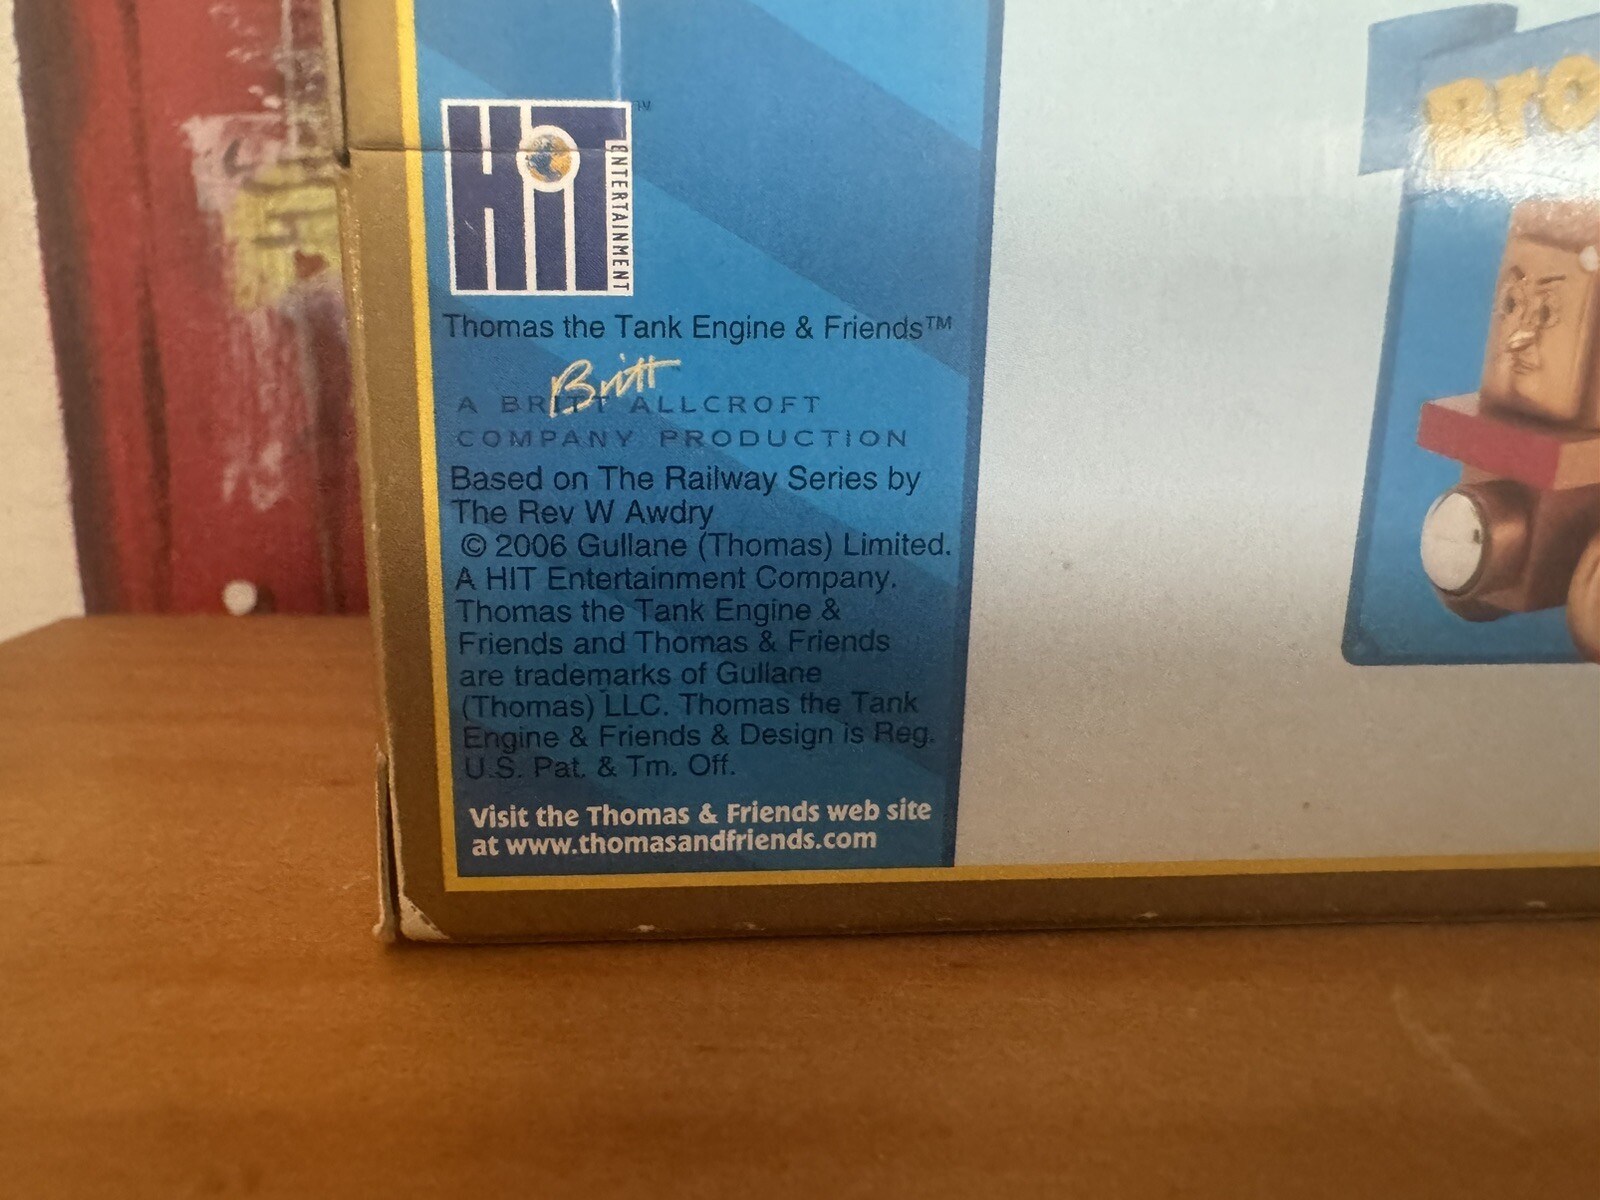 HiT
ENTERTAINMENT
TM
Thomas the Tank Engine & Friends™
Britt
A BRITT ALLCROFT
COMPANY PRODUCTION
Based on The Railway Series by
The Rev W Awdry
© 2006 Gullane (Thomas) Limited.
A HIT Entertainment Company.
Thomas the Tank Engine &
Friends and Thomas & Friends
are trademarks of Gullane
(Thomas) LLC. Thomas the Tank
Engine & Friends & Design is Reg.
U.S. Pat. & Tm. Off.
Visit the Thomas & Friends web site
at www.thomasandfriends.com